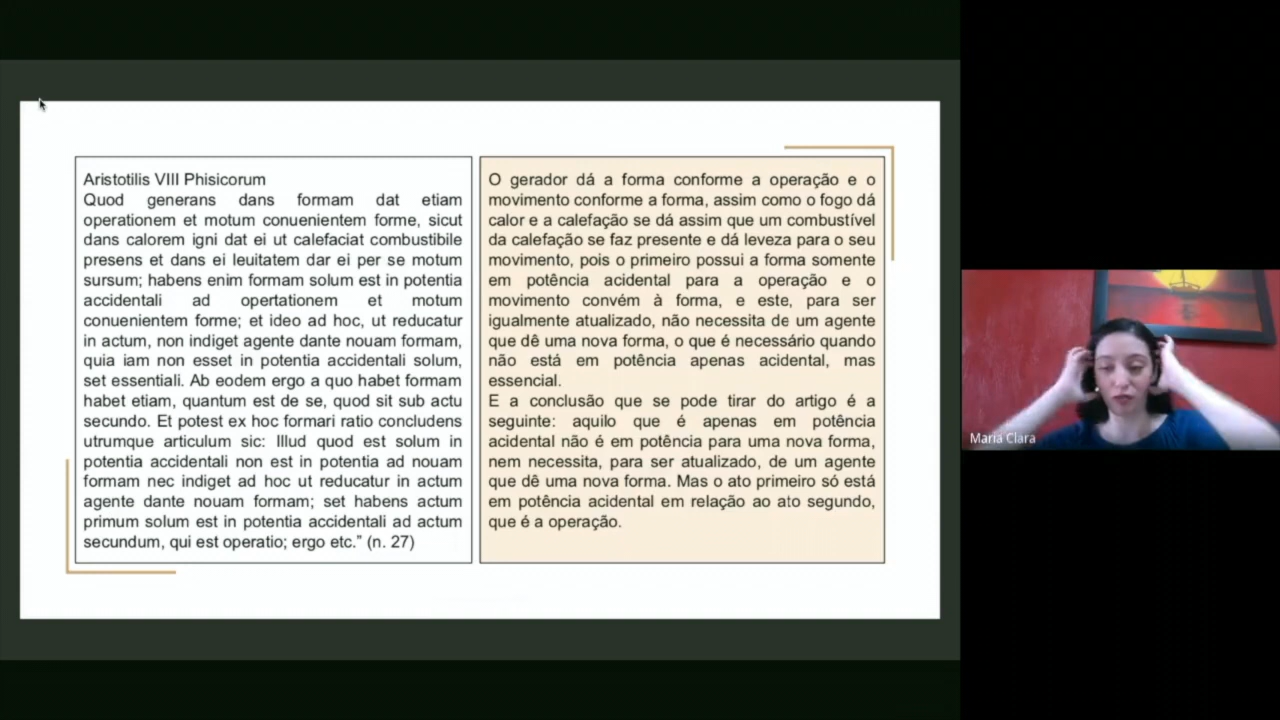 Aristotilis VIII Phisicorum
Quod generans dans formam dat etiam
operationem et motum conuenientem forme, sicut
dans calorem igni dat ei ut calefaciat combustibile
presens et dans ei leuitatem dar ei per se motum
sursum; habens enim formam solum est in potentia
accidentali ad opertationem et motum
conuenientem forme; et ideo ad hoc, ut reducatur
in actum, non indiget agente dante nouam formam,
quia iam non esset in potentia accidentali solum,
set essentiali. Ab eodem ergo a quo habet formam
habet etiam, quantum est de se, quod sit sub actu
secundo. Et potest ex hoc formari ratio concludens
utrumque articulum sic: Illud quod est solum in
potentia accidentali non est in potentia ad nouam
formam nec indiget ad hoc ut reducatur in actum
agente dante nouam formam; set habens actum
primum solum est in potentia accidentali ad actum
secundum, qui est operatio; ergo etc.” (n. 27)
O gerador dá a forma conforme a operação e o
movimento conforme a forma, assim como o fogo dá
calor e a calefação se dá assim que um combustível
da calefação se faz presente e dá leveza para o seu
movimento, pois o primeiro possui a forma somente
em potência acidental para a operação e o
movimento convém à forma, e este, para ser
igualmente atualizado, não necessita de um agente
que dê uma nova forma, o que é necessário quando
não está em potência apenas acidental, mas
essencial.
E a conclusão que se pode tirar do artigo é a
seguinte: aquilo que é apenas em potência
acidental não é em potência para uma nova forma,
nem necessita, para ser atualizado, de um agente
que dê uma nova forma. Mas o ato primeiro só está
em potência acidental em relação ao ato segundo,
que é a operação.
Maria Clara